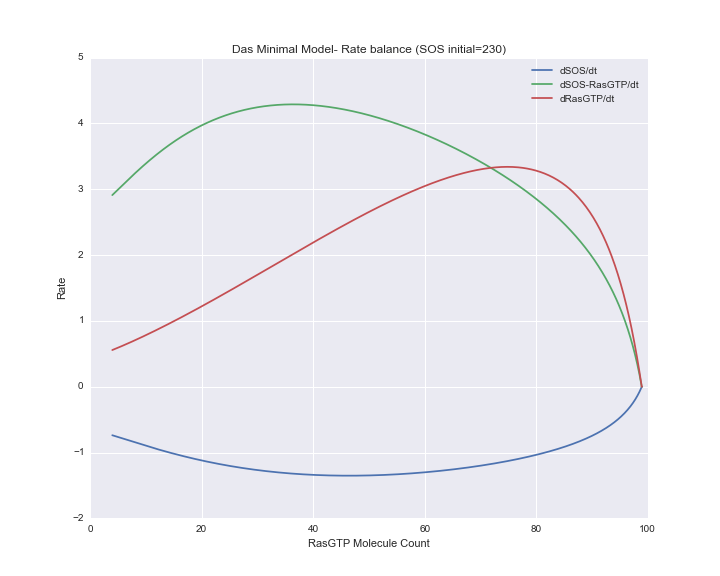 Das Minimal Model- Rate balance (SOS initial=230)
dSOS/dt
dSOS-RasGTP/dt
dRasGTP/dt
5
4
3
2
1
0
−1
−2
Rate
0
20
40
60
80
100
RasGTP Molecule Count